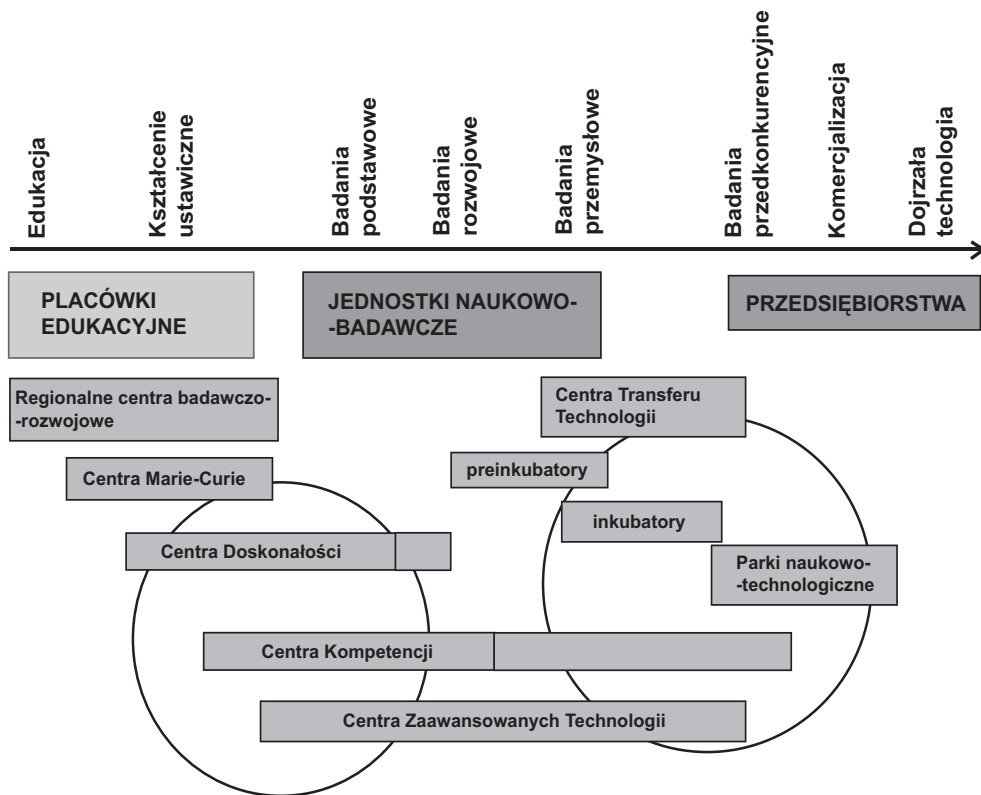 Edukacja
Kształcenie
ustawiczne
Badania
podstawowe
Badania
rozwojowe
Badania
przemysłowe
Badania
przedkonkurencyjne
Komercjalizacja
Dojrzała
technologia
PLACÓWKI
EDUKACYJNE
JEDNOSTKI NAUKOWO-
-BADAWCZE
PRZEDSIĘBIORSTWA
Regionalne centra badawczo-
-rozwojowe
Centra Transferu
Technologii
Centra Marie-Curie
preinkubatory
inkubatory
Centra Doskonałości
Parki naukowo-
-technologiczne
Centra Kompetencji
Centra Zaawansowanych Technologii